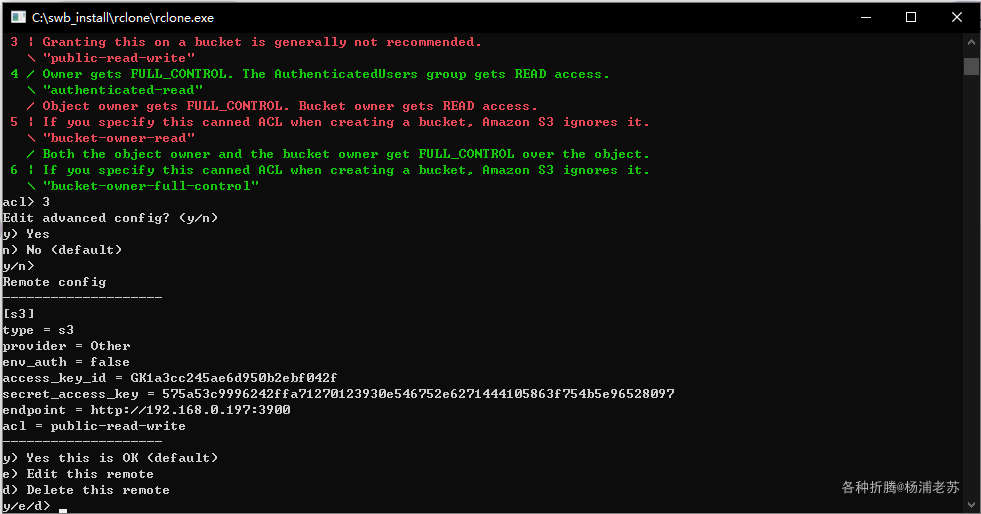 C:\swb_install\rclone\rclone.exe
3 ¦ Granting this on a bucket is generally not recommended.
\ "public-read-write"
4 / Owner gets FULL_CONTROL. The AuthenticatedUsers group gets READ access.
\ "authenticated-read"
/ Object owner gets FULL_CONTROL. Bucket owner gets READ access.
5 ¦ If you specify this canned ACL when creating a bucket, Amazon S3 ignores it.
\ "bucket-owner-read"
/ Both the object owner and the bucket owner get FULL_CONTROL over the object.
6 ¦ If you specify this canned ACL when creating a bucket, Amazon S3 ignores it.
\ "bucket-owner-full-control"
acl> 3
Edit advanced config? (y/n)
y) Yes
n) No (default)
y/n>
Remote config
--------------------
[s3]
type = s3
provider = Other
env_auth = false
access_key_id = GK1a3cc245ae6d950b2ebf042f
secret_access_key = 575a53c9996242ffa71270123930e546752e6271444105863f754b5e96528097
endpoint = http://192.168.0.197:3900
acl = public-read-write
--------------------
y) Yes this is OK (default)
e) Edit this remote
d) Delete this remote
y/e/d>
各种折腾@杨浦老苏